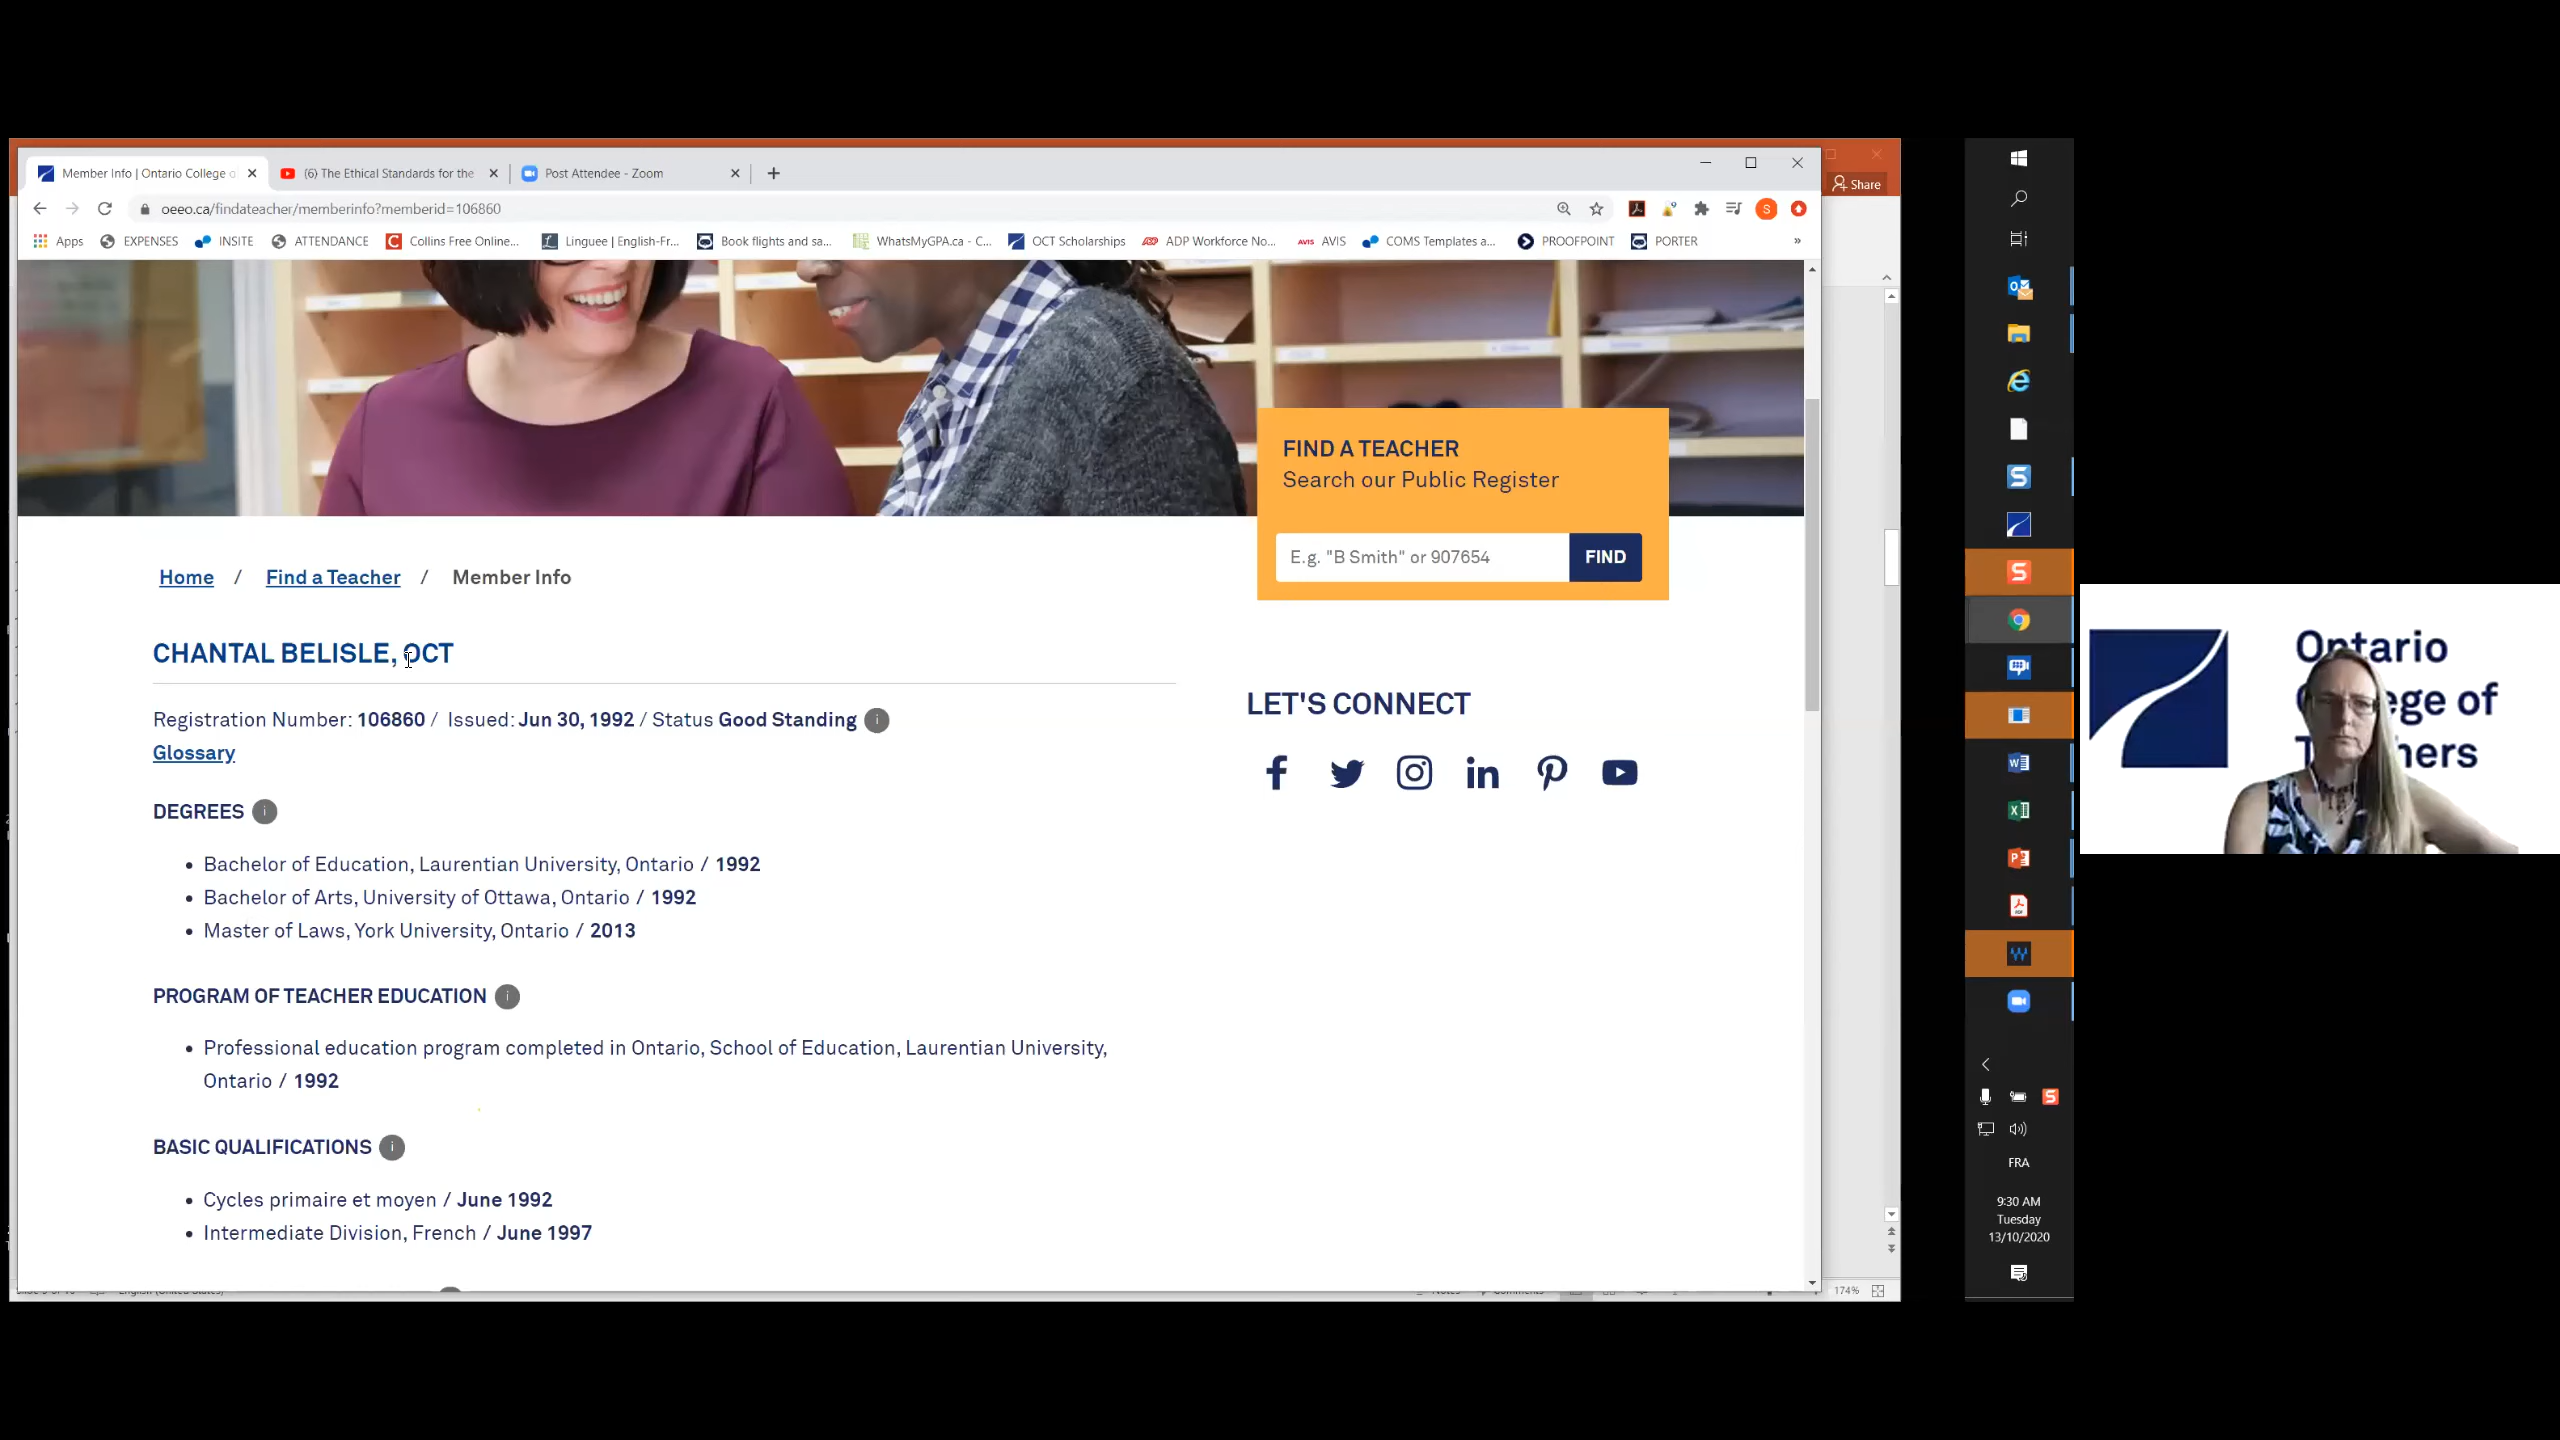 Member Info | Ontario College o
(6) The Ethical Standards for the
Post Attendee - Zoom
Share
oeeo.ca/findateacher/memberinfo?memberid=106860
Apps
EXPENSES
INSITE
ATTENDANCE
Collins Free Online...
Linguee | English-Fr...
Book flights and sa...
WhatsMyGPA.ca - C...
OCT Scholarships
ADP Workforce No...
AVIS
COMS Templates a...
PROOFPOINT
PORTER
»
FIND A TEACHER
Search our Public Register
E.g. "B Smith" or 907654
FIND
Home / Find a Teacher / Member Info
CHANTAL BELISLE, OCT
Registration Number: 106860 / Issued: Jun 30, 1992 / Status Good Standing
Glossary
LET'S CONNECT
DEGREES
• Bachelor of Education, Laurentian University, Ontario / 1992
• Bachelor of Arts, University of Ottawa, Ontario / 1992
• Master of Laws, York University, Ontario / 2013
PROGRAM OF TEACHER EDUCATION
• Professional education program completed in Ontario, School of Education, Laurentian University,
Ontario / 1992
BASIC QUALIFICATIONS
• Cycles primaire et moyen / June 1992
• Intermediate Division, French / June 1997
174%
FRA
9:30 AM
Tuesday
13/10/2020
Ontario
ege of
T hers